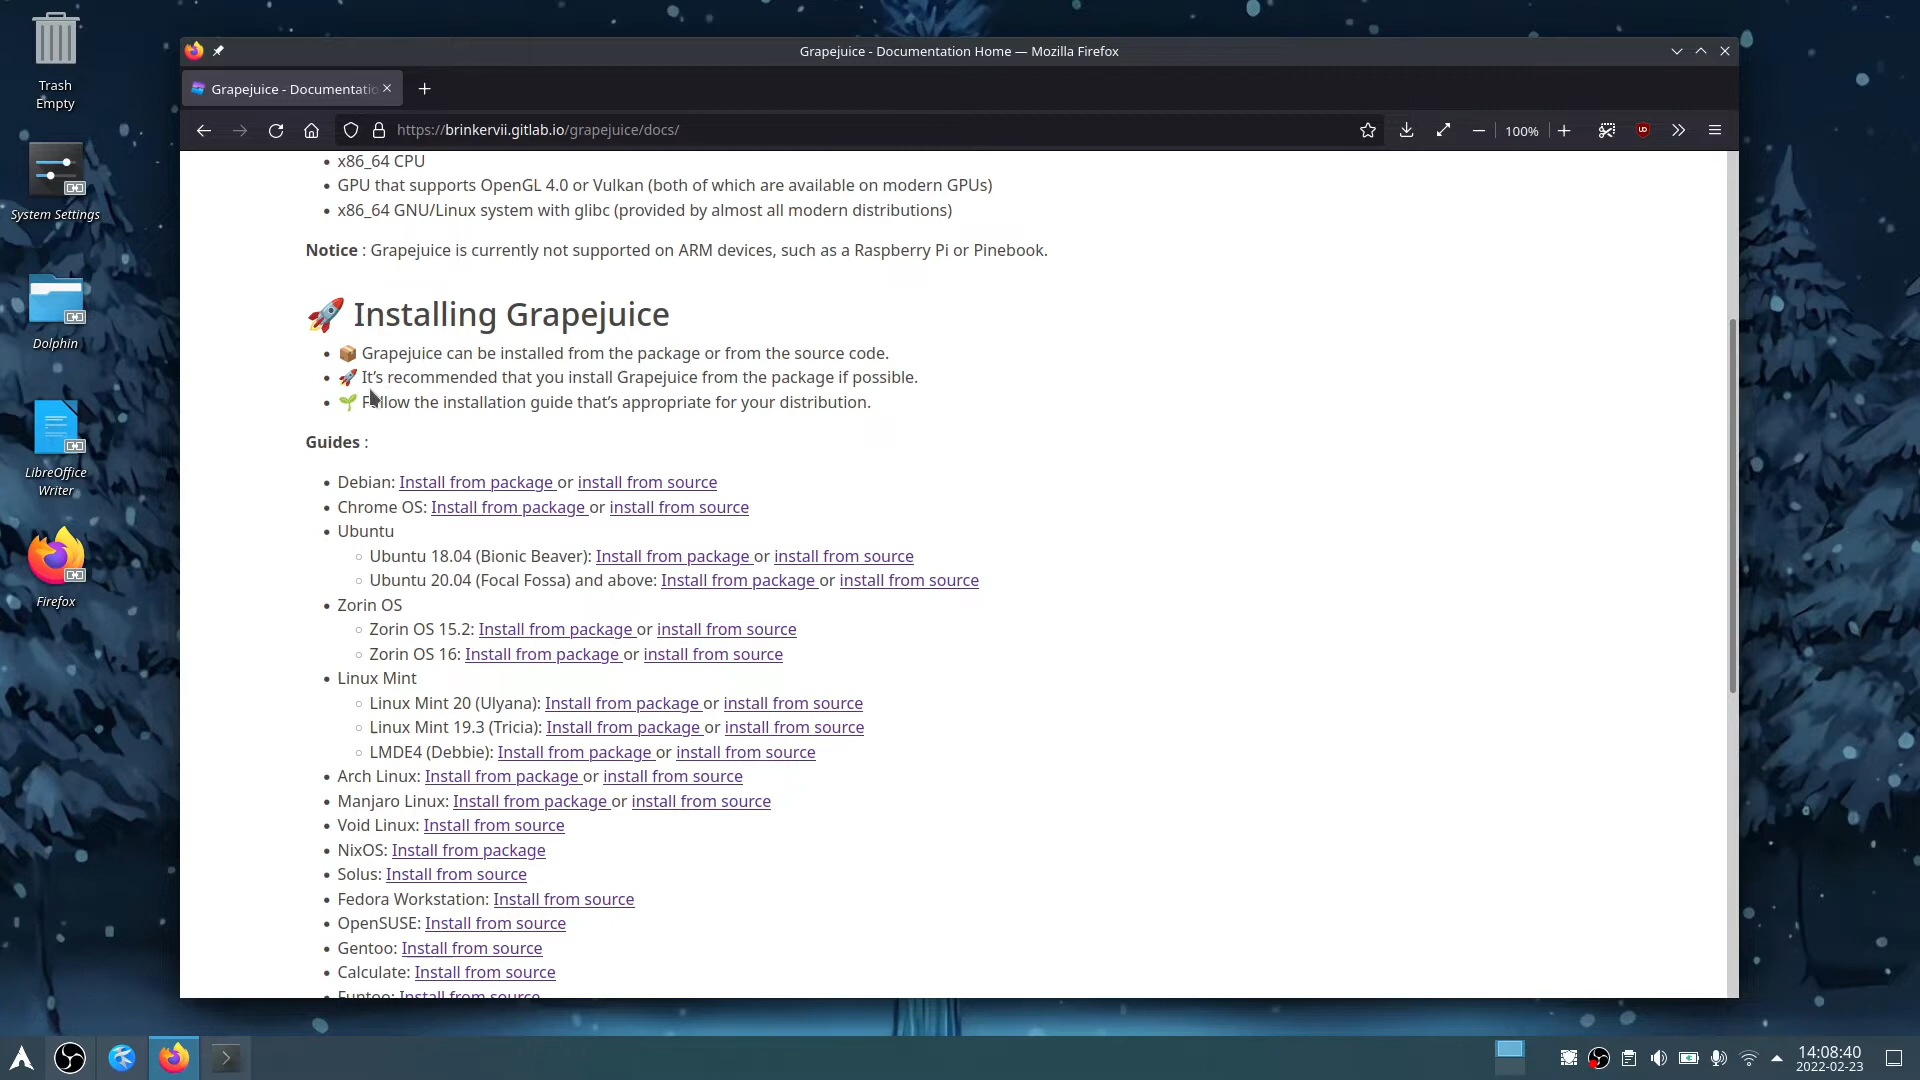 Trash
Empty
System Settings
Dolphin
LibreOffice
Writer
Firefox
Grapejuice - Documentation Home — Mozilla Firefox
Grapejuice - Documentatio
https://brinkervii.gitlab.io/grapejuice/docs/
100%
x86_64 CPU
GPU that supports OpenGL 4.0 or Vulkan (both of which are available on modern GPUs)
x86_64 GNU/Linux system with glibc (provided by almost all modern distributions)
Notice : Grapejuice is currently not supported on ARM devices, such as a Raspberry Pi or Pinebook.
🚀 Installing Grapejuice
📦 Grapejuice can be installed from the package or from the source code.
🚀 It’s recommended that you install Grapejuice from the package if possible.
🌱 Follow the installation guide that’s appropriate for your distribution.
Guides :
Debian: Install from package or install from source
Chrome OS: Install from package or install from source
Ubuntu
Ubuntu 18.04 (Bionic Beaver): Install from package or install from source
Ubuntu 20.04 (Focal Fossa) and above: Install from package or install from source
Zorin OS
Zorin OS 15.2: Install from package or install from source
Zorin OS 16: Install from package or install from source
Linux Mint
Linux Mint 20 (Ulyana): Install from package or install from source
Linux Mint 19.3 (Tricia): Install from package or install from source
LMDE4 (Debbie): Install from package or install from source
Arch Linux: Install from package or install from source
Manjaro Linux: Install from package or install from source
Void Linux: Install from source
NixOS: Install from package
Solus: Install from source
Fedora Workstation: Install from source
OpenSUSE: Install from source
Gentoo: Install from source
Calculate: Install from source
Funtoo: Install from source
14:08:40
2022-02-23